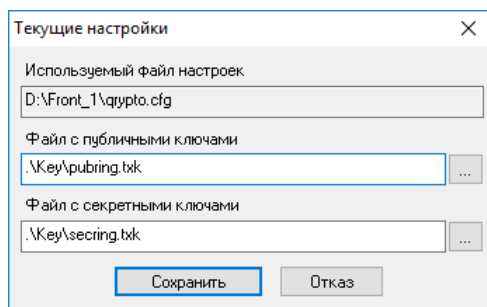 Текущие настройки
Используемый файл настроек
D:\Front_1\qrypto.cfg
Файл с публичными ключами
.\Key\pubring.txk
...
Файл с секретными ключами
.\Key\secring.txk
...
Сохранить Отказ